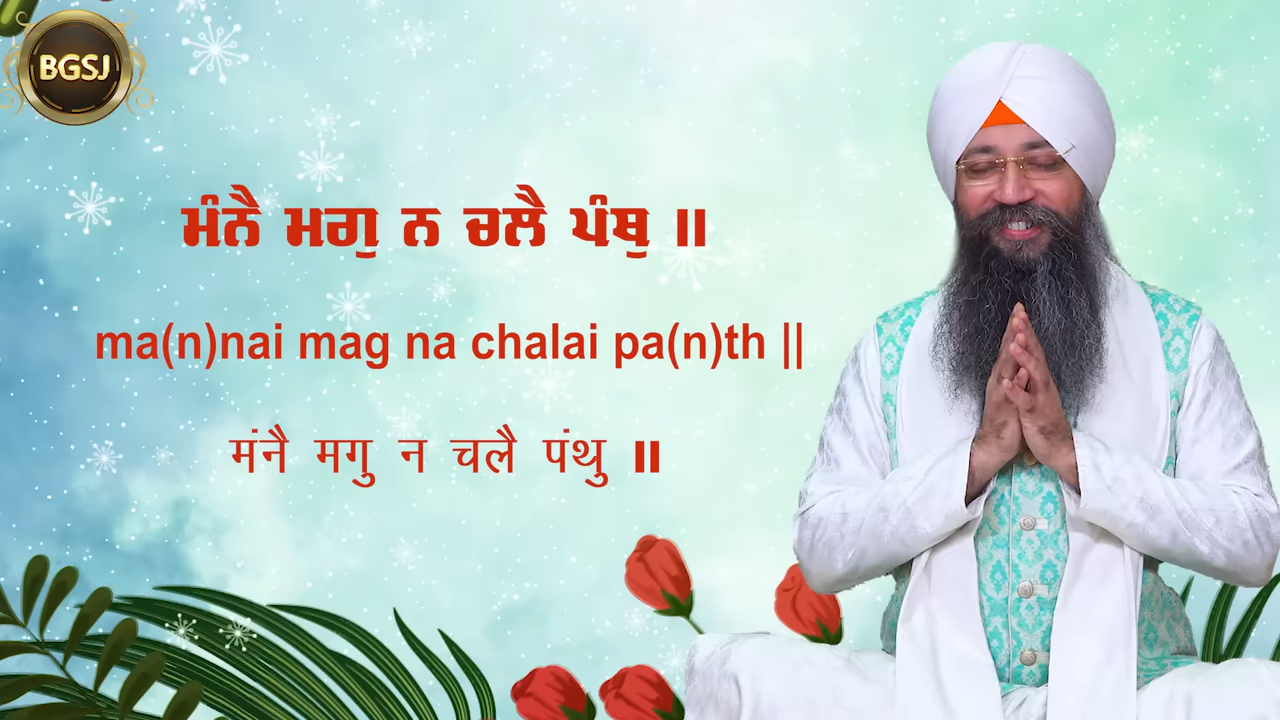 BGSJ
ਮੰਨੈ ਮਗੁ ਨ ਚਲੈ ਪੰਥੁ ॥
ma(n)nai mag na chalai pa(n)th ||
मंनै मगु न चलै पंथु ॥